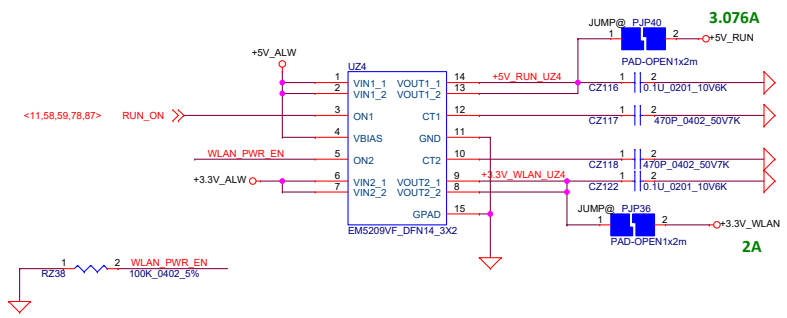 3.076A
JUMP@ PJP40
1 2 +5V_RUN
PAD-OPEN1x2m
+5V_ALW
UZ4
1 VIN1_1 VOUT1_1 14 +5V_RUN_UZ4 1 2
2 VIN1_2 VOUT1_2 13 CZ116 0.1U_0201_10V6K
<11,58,59,78,87> RUN_ON 3 ON1 CT1 12 1 2
CZ117 470P_0402_50V7K
4 VBIAS GND 11
WLAN_PWR_EN 5 ON2 CT2 10 1 2
CZ118 470P_0402_50V7K
+3.3V_ALW 6 VIN2_1 VOUT2_1 9 +3.3V_WLAN_UZ4 1 2
7 VIN2_2 VOUT2_2 8 CZ122 0.1U_0201_10V6K
GPAD 15
JUMP@ PJP36
EM5209VF_DFN14_3X2
1 2 +3.3V_WLAN
PAD-OPEN1x2m
2A
1 2 WLAN_PWR_EN
RZ38 100K_0402_5%